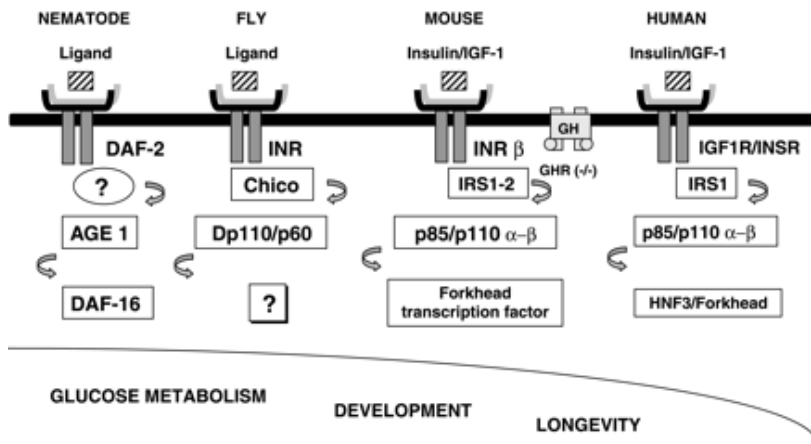 NEMATODE FLY MOUSE HUMAN
Ligand Ligand Insulin/IGF-1 Insulin/IGF-1
GH
DAF-2 INR INR β GHR (-/-) IGF1R/INSR
? Chico IRS1-2 IRS1
AGE 1 Dp110/p60 p85/p110 α–β p85/p110 α–β
DAF-16 ? Forkhead transcription factor HNF3/Forkhead
GLUCOSE METABOLISM
DEVELOPMENT
LONGEVITY